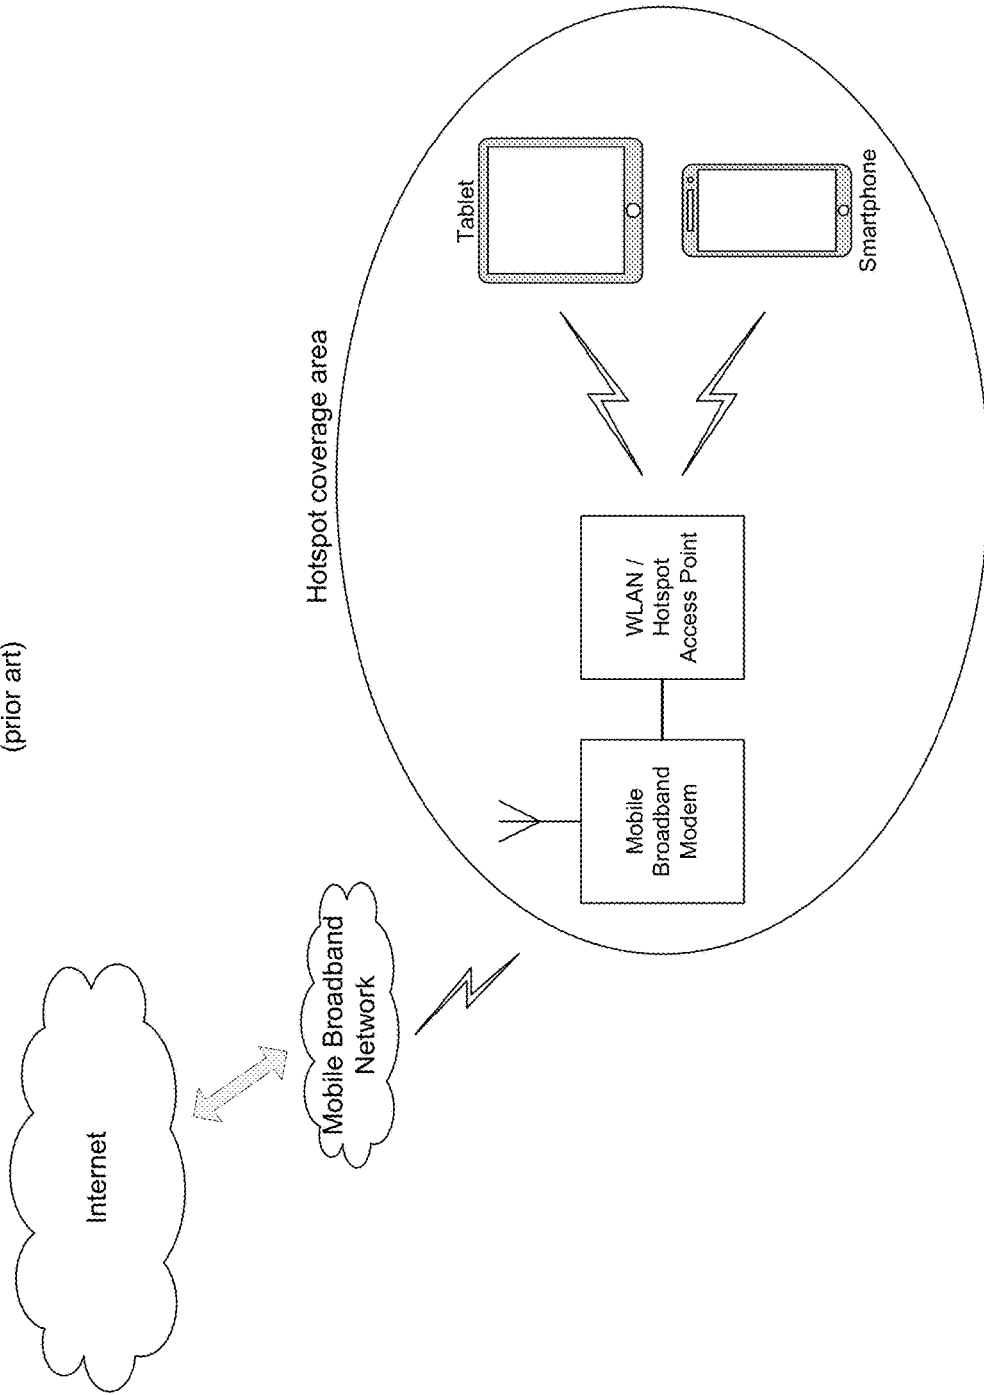 (prior art)
Internet
Mobile Broadband
Network
Hotspot coverage area
Mobile
Broadband
Modem
WLAN /
Hotspot
Access Point
Tablet
Smartphone